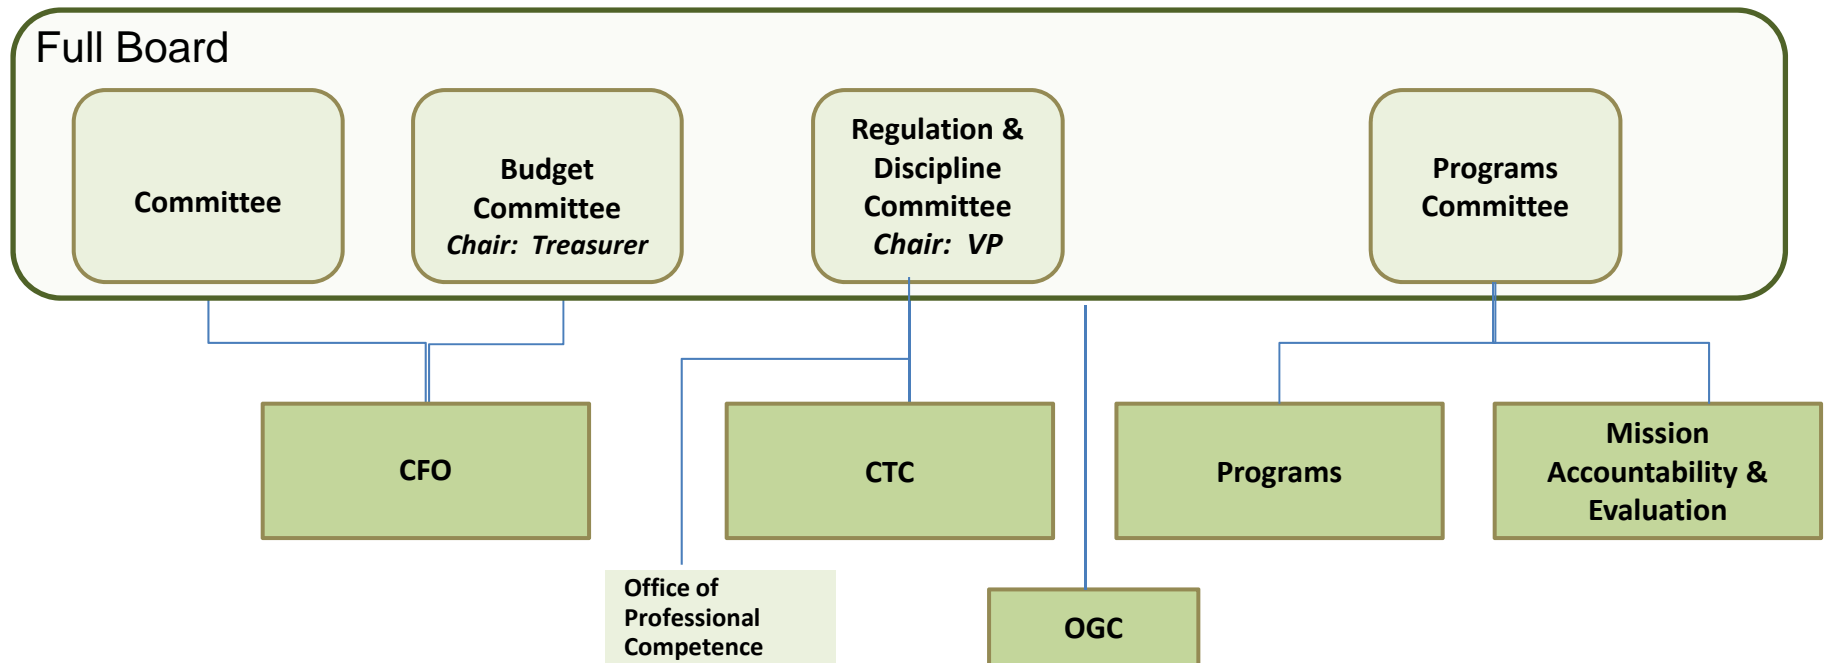 Full Board
Committee
Budget
Committee
Chair:  Treasurer
Regulation &
Discipline
Committee
Chair:  VP
Programs
Committee
CFO
CTC
Programs
Mission
Accountability &
Evaluation
Office of
Professional
Competence
OGC